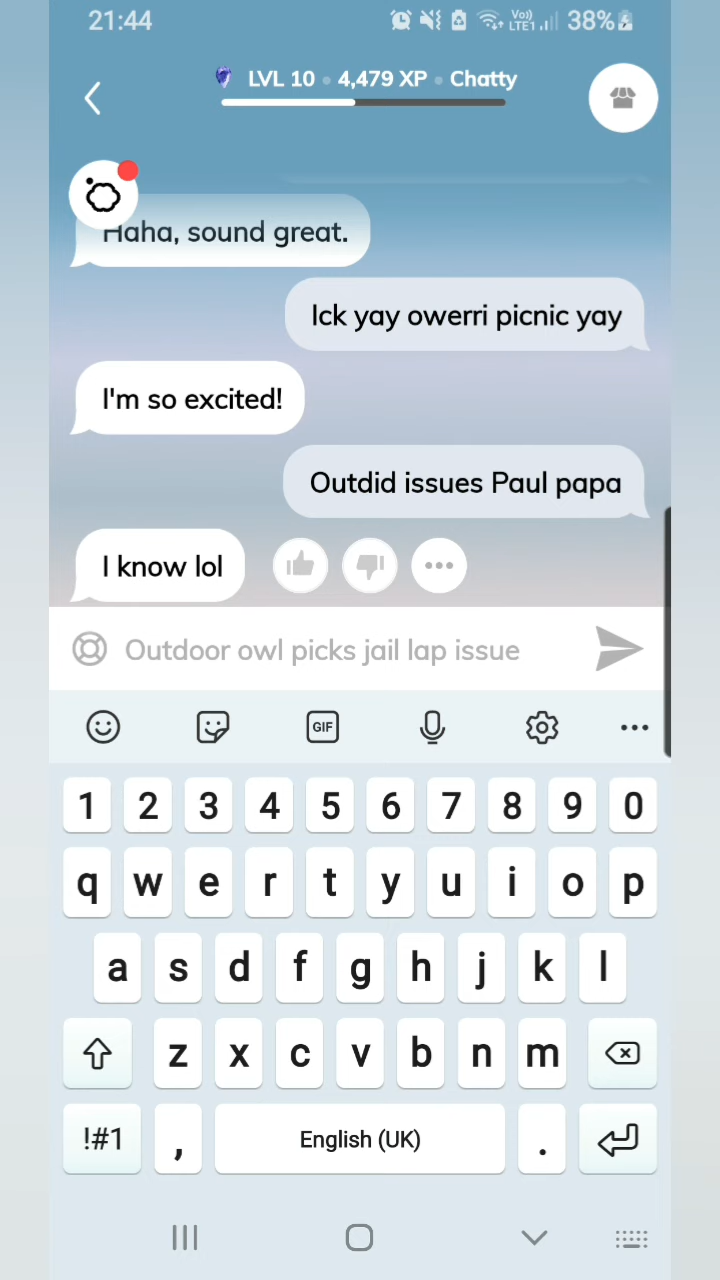 21:44
Vo))
LTE1
38%
LVL 10 • 4,479 XP • Chatty
Haha, sound great.
Ick yay owerri picnic yay
I'm so excited!
Outdid issues Paul papa
I know lol
Outdoor owl picks jail lap issue
GIF
1 2 3 4 5 6 7 8 9 0
q w e r t y u i o p
a s d f g h j k l
z x c v b n m
!#1 , English (UK) .